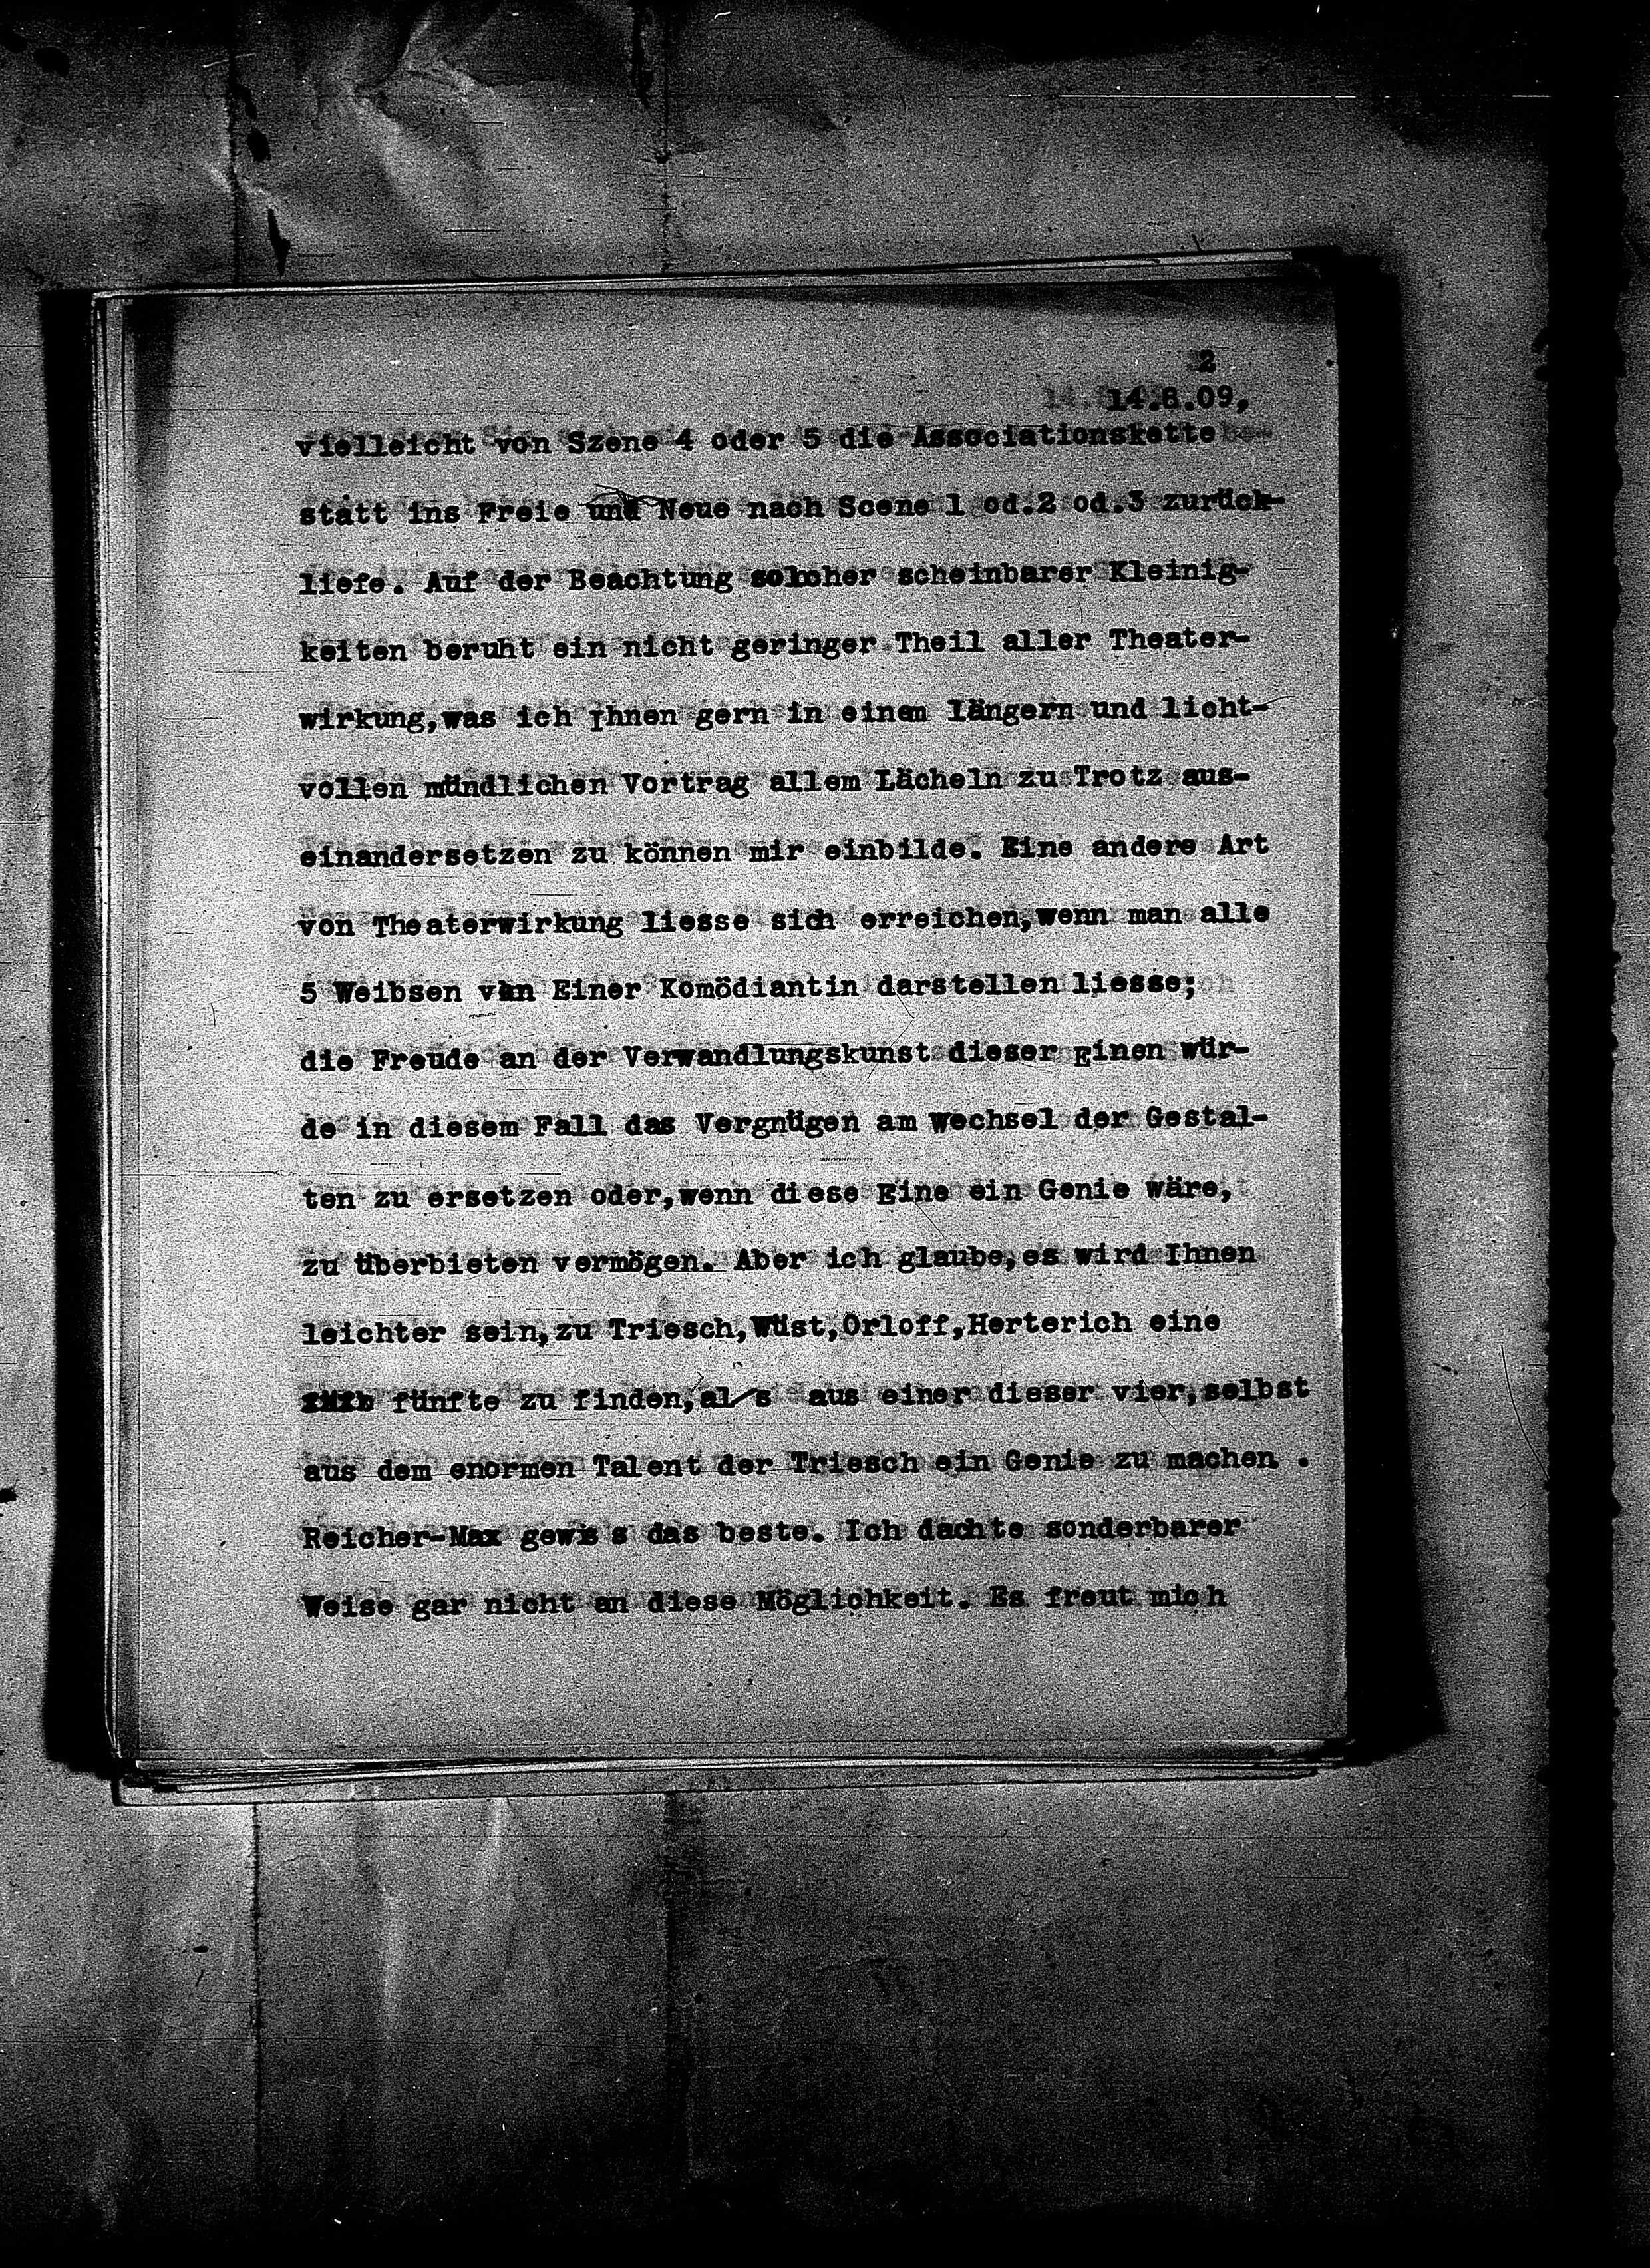 2
14.8.09,
vielleicht von Szene 4 oder 5 die Associationskette
statt ins Freie und Neue nach Scene 1 od.2 od.3 zurück-
liefe. Auf der Beachtung solcher scheinbarer Kleinig-
keiten beruht ein nicht geringer Theil aller Theater-
wirkung,was ich Ihnen gern in einem längern und licht-
vollen mündlichen Vortrag allem Lächeln zu Trotz aus-
einandersetzen zu können mir einbilde. Eine andere Art
von Theaterwirkung liesse sich erreichen,wenn man alle
5 Weibsen von Einer Komödiantin darstellen liesse;
die Freude an der Verwandlungskunst dieser Einen wür-
de in diesem Fall das Vergnügen am Wechsel der Gestal-
ten zu ersetzen oder,wenn diese Eine ein Genie wäre,
zu überbieten vermögen. Aber ich glaube,es wird Ihnen
leichter sein,zu Triesch,Wüst,Orloff,Herterich eine
fünfte zu finden,als aus einer dieser vier,selbst
aus dem enormen Talent der Triesch ein Genie zu machen .
Reicher-Max gewis s das beste. Ich dachte sonderbarer
Weise gar nicht an diese Möglichkeit. Es freut mich